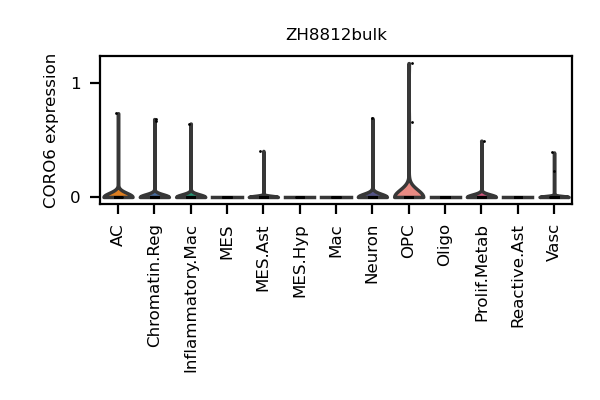 ZH8812bulk
CORO6 expression
1
0
AC
Chromatin.Reg
Inflammatory.Mac
MES
MES.Ast
MES.Hyp
Mac
Neuron
OPC
Oligo
Prolif.Metab
Reactive.Ast
Vasc